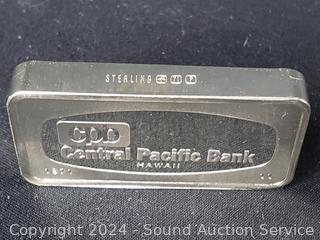 STERLING
cpb
Central Pacific Bank
HAWAII
Copyright 2024 - Sound Auction Service